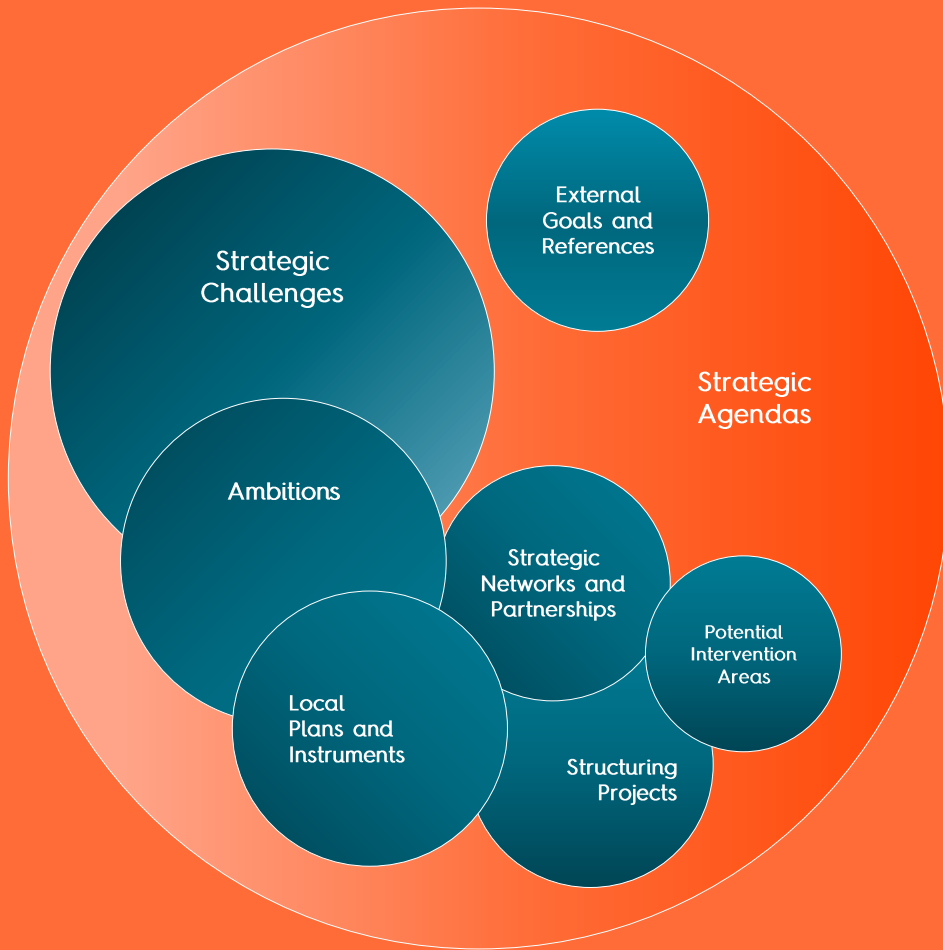 External
Goals and
References
Strategic
Challenges
Strategic
Agendas
Ambitions
Strategic
Networks and
Partnerships
Potential
Intervention
Areas
Local
Plans and
Instruments
Structuring
Projects